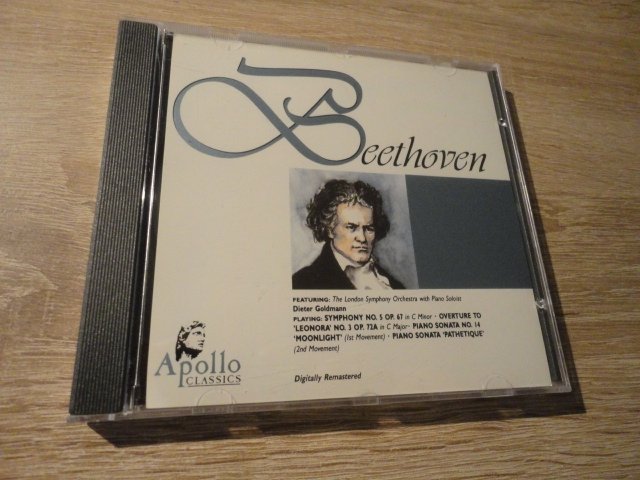 Beethoven
FEATURING: The London Symphony Orchestra with Piano Soloist
Dieter Goldmann
PLAYING: SYMPHONY NO. 5 OP. 67 in C Minor · OVERTURE TO
'LEONORA' NO. 3 OP. 72A in C Major- PIANO SONATA NO. 14
'MOONLIGHT' (1st Movement) · PIANO SONATA 'PATHETIQUE'
(2nd Movement)
Apollo
CLASSICS
Digitally Remastered